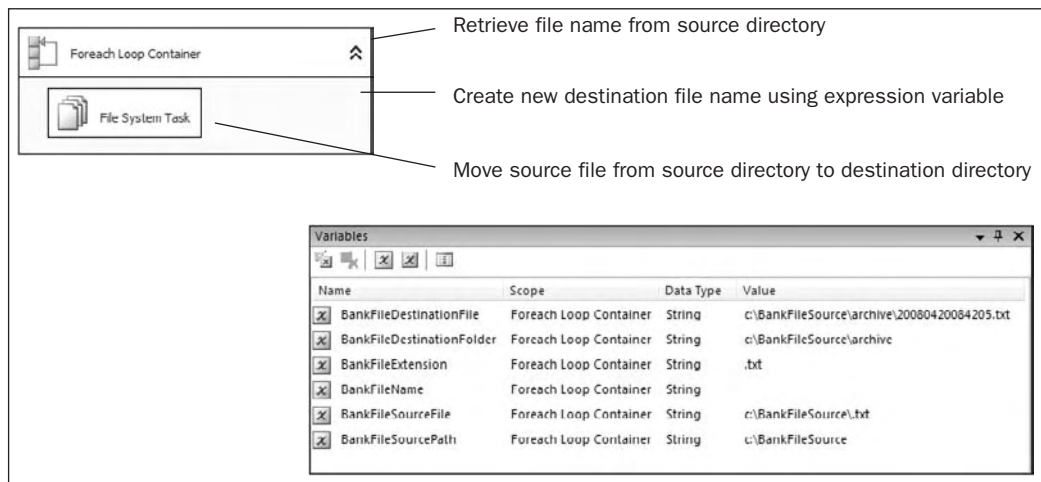 Retrieve file name from source directory
Foreach Loop Container
Create new destination file name using expression variable
File System Task
Move source file from source directory to destination directory
Variables
Name Scope Data Type Value
BankFileDestinationFile Foreach Loop Container String c:\BankFileSource\archive\20080420084205.txt
BankFileDestinationFolder Foreach Loop Container String c:\BankFileSource\archive
BankFileExtension Foreach Loop Container String .txt
BankFileName Foreach Loop Container String
BankFileSourceFile Foreach Loop Container String c:\BankFileSource\.txt
BankFileSourcePath Foreach Loop Container String c:\BankFileSource